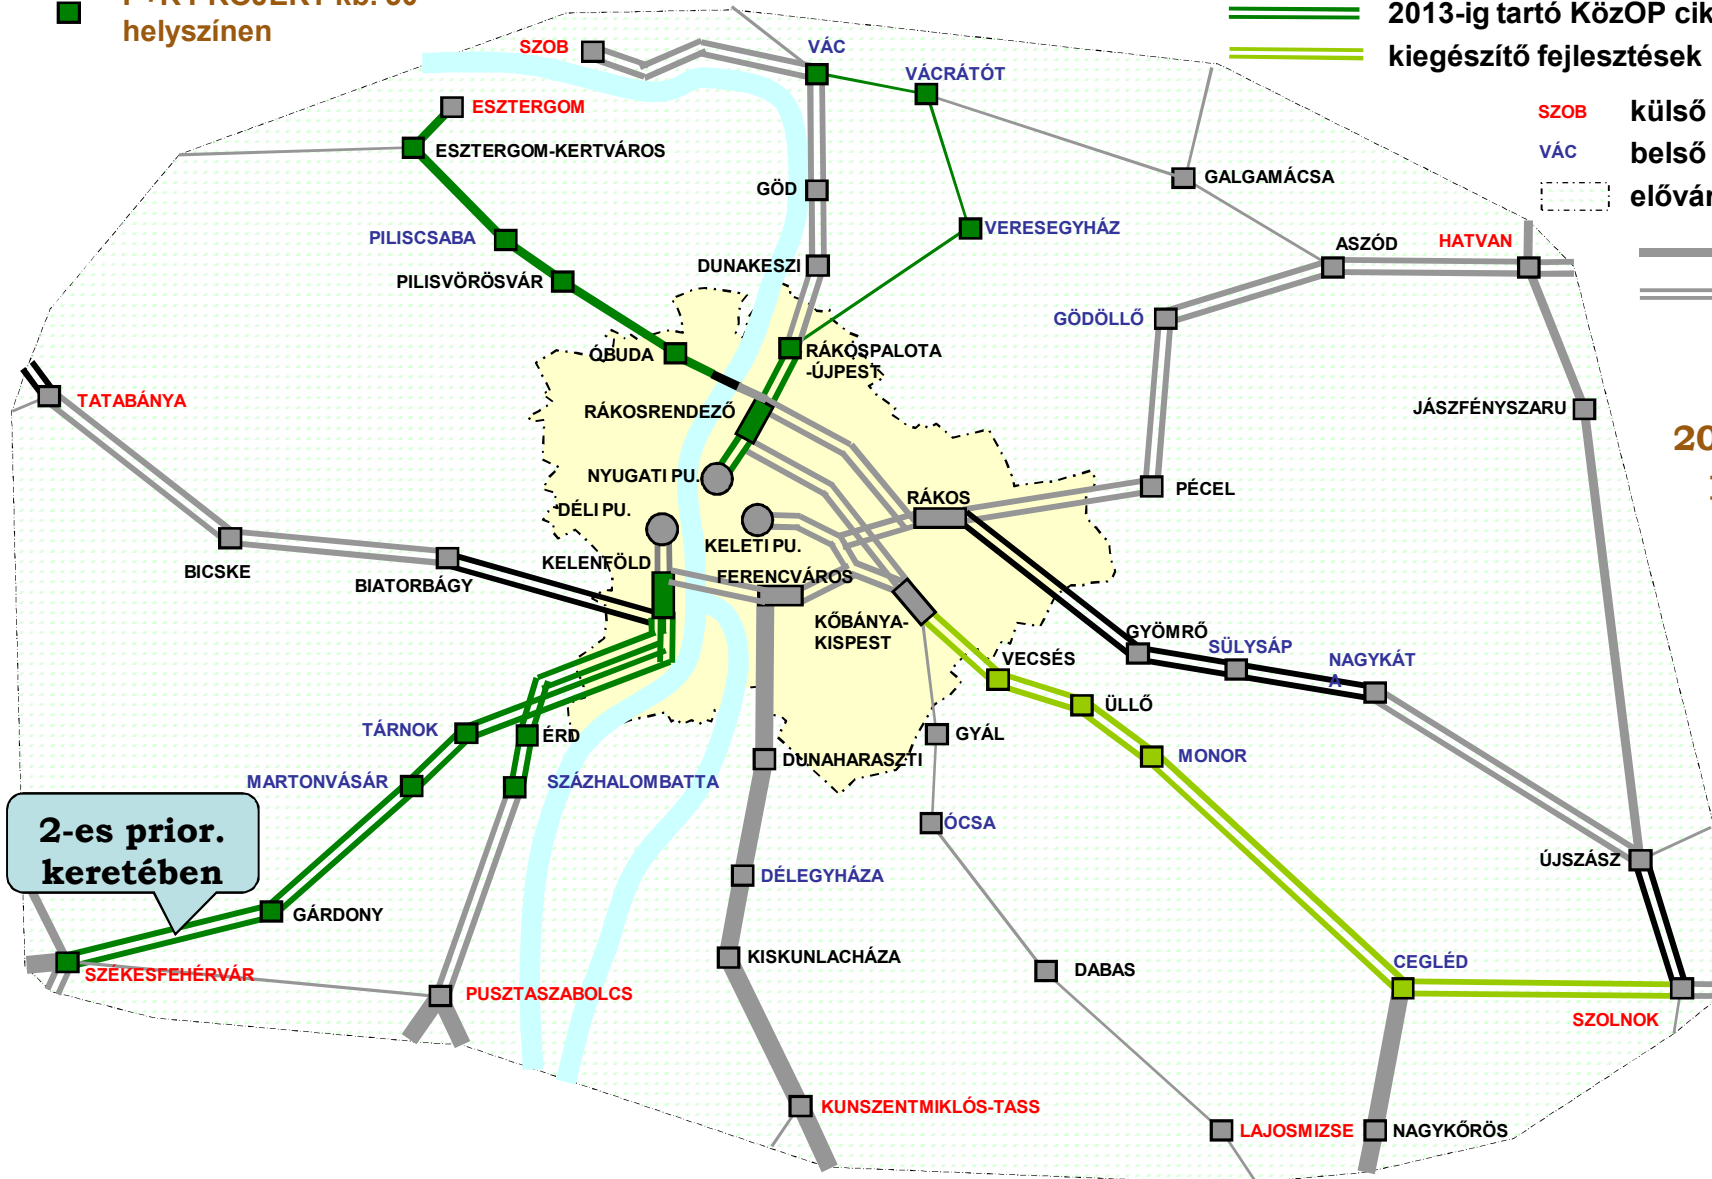 helyszínen
2013-ig tartó KözOP cik
kiegészítő fejlesztések
SZOB
külső
VÁC
belső
elővár
SZOB
VÁC
VÁCRÁTÓT
ESZTERGOM
ESZTERGOM-KERTVÁROS
GÖD
GALGAMÁCSA
PILISCSABA
VERESEGYHÁZ
ASZÓD
HATVAN
DUNAKESZI
PILISVÖRÖSVÁR
GÖDÖLLŐ
ÓBUDA
RÁKOSPALOTA
-ÚJPEST
TATABÁNYA
RÁKOSRENDEZŐ
JÁSZFÉNYSZARU
20
NYUGATI PU.
RÁKOS
PÉCEL
DÉLI PU.
KELETI PU.
KELENFÖLD
FERENCVÁROS
BICSKE
BIATORBÁGY
KŐBÁNYA-
KISPEST
GYÖMRŐ
SÜLYSÁP
NAGYKÁT
A
VECSÉS
ÜLLŐ
TÁRNOK
ÉRD
GYÁL
MONOR
DUNAHARASZTI
MARTONVÁSÁR
SZÁZHALOMBATTA
2-es prior.
keretében
ÓCSA
ÚJSZÁSZ
DÉLEGYHÁZA
GÁRDONY
KISKUNLACHÁZA
DABAS
CEGLÉD
SZÉKESFEHÉRVÁR
PUSZTASZABOLCS
SZOLNOK
KUNSZENTMIKLÓS-TASS
LAJOSMIZSE
NAGYKŐRÖS